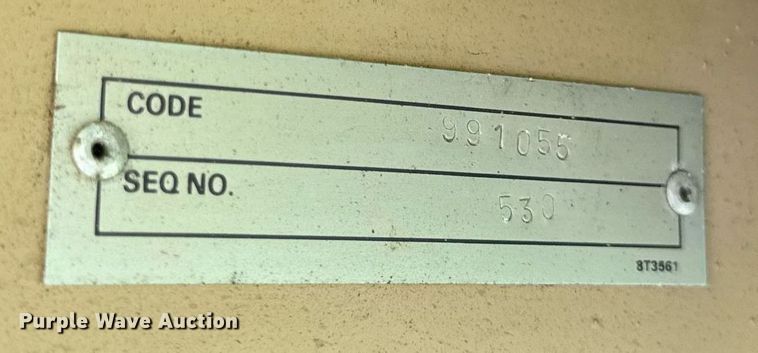 CODE 991055
SEQ NO. 530
8T3561
Purple Wave Auction